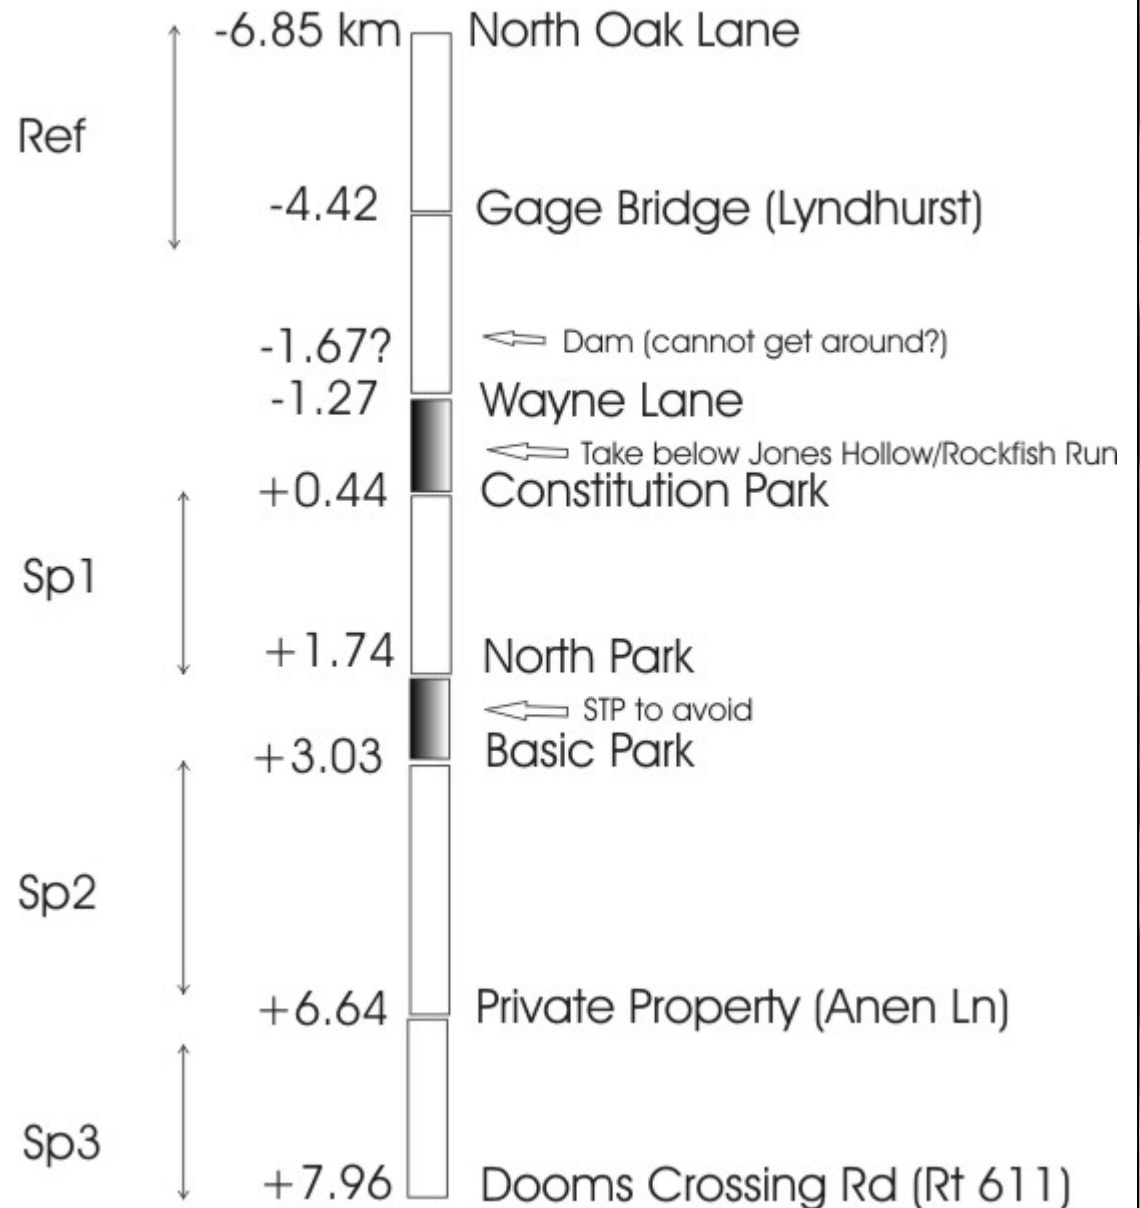 -6.85 km North Oak Lane
Ref
-4.42 Gage Bridge (Lyndhurst)
-1.67? Dam (cannot get around?)
-1.27 Wayne Lane
Take below Jones Hollow/Rockfish Run
+0.44 Constitution Park
Sp1
+1.74 North Park
STP to avoid
+3.03 Basic Park
Sp2
+6.64 Private Property (Anen Ln)
Sp3
+7.96 Dooms Crossing Rd (Rt 611)